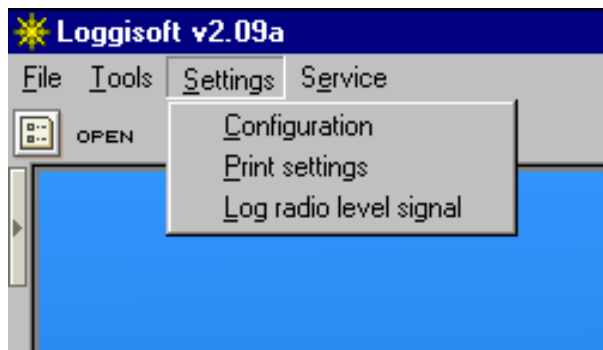 Loggisoft v2.09a
File Tools Settings Service
OPEN
Configuration
Print settings
Log radio level signal